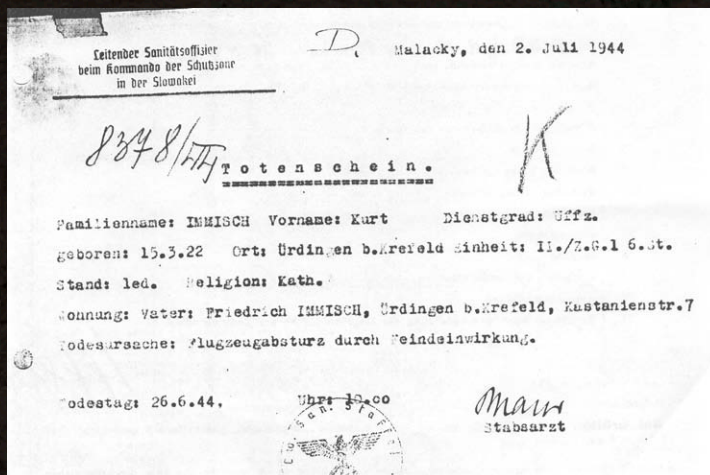 Leitender Sanitätsoffizier
beim Kommando der Schutzzone
in der Slowakei
D. Malacky, den 2. Juli 1944
8378/
K
Totenschein.
Familienname: IMMISCH Vorname: Kurt Dienstgrad: Uffz.
geboren: 15.3.22 Ort: Ürdingen b.Krefeld Einheit: II./Z.G.1 6.St.
Stand: led. Religion: Kath.
Wohnung: Vater: Friedrich IMMISCH, Ürdingen b.Krefeld, Kastanienstr.7
Todesursache: Flugzeugabsturz durch Feindeinwirkung.
Todestag: 26.6.44. Uhr: 10.00
Stabsarzt